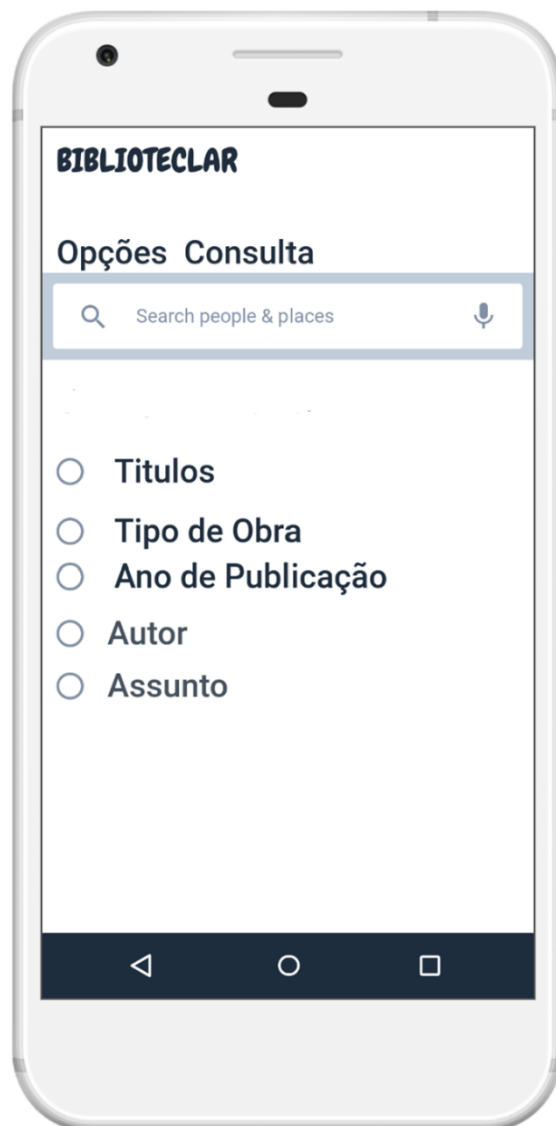 BIBLIOTECLAR
Opções Consulta
Search people & places
Titulos
Tipo de Obra
Ano de Publicação
Autor
Assunto